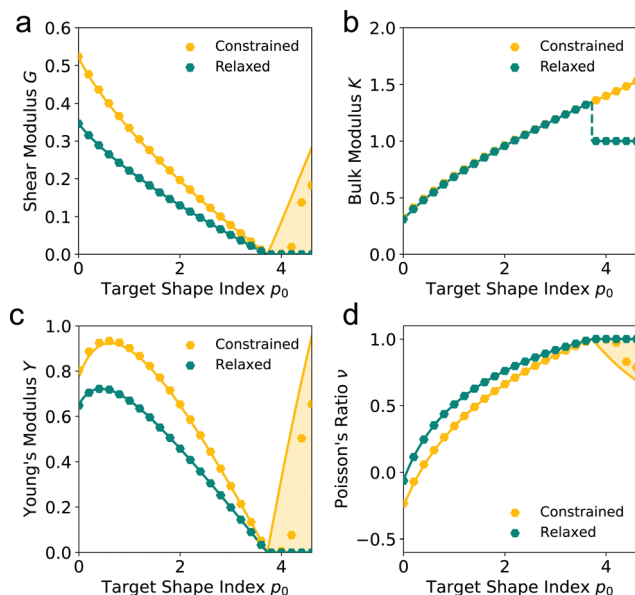 a
0.6
0.5
0.4
0.3
0.2
0.1
0.0
Shear Modulus G
Constrained
Relaxed
0 2 4
Target Shape Index p₀
b
2.0
1.5
1.0
0.5
0.0
Bulk Modulus K
Constrained
Relaxed
0 2 4
Target Shape Index p₀
c
1.0
0.8
0.6
0.4
0.2
0.0
Young's Modulus Y
Constrained
Relaxed
0 2 4
Target Shape Index p₀
d
1.0
0.5
0.0
−0.5
Poisson's Ratio ν
Constrained
Relaxed
0 2 4
Target Shape Index p₀